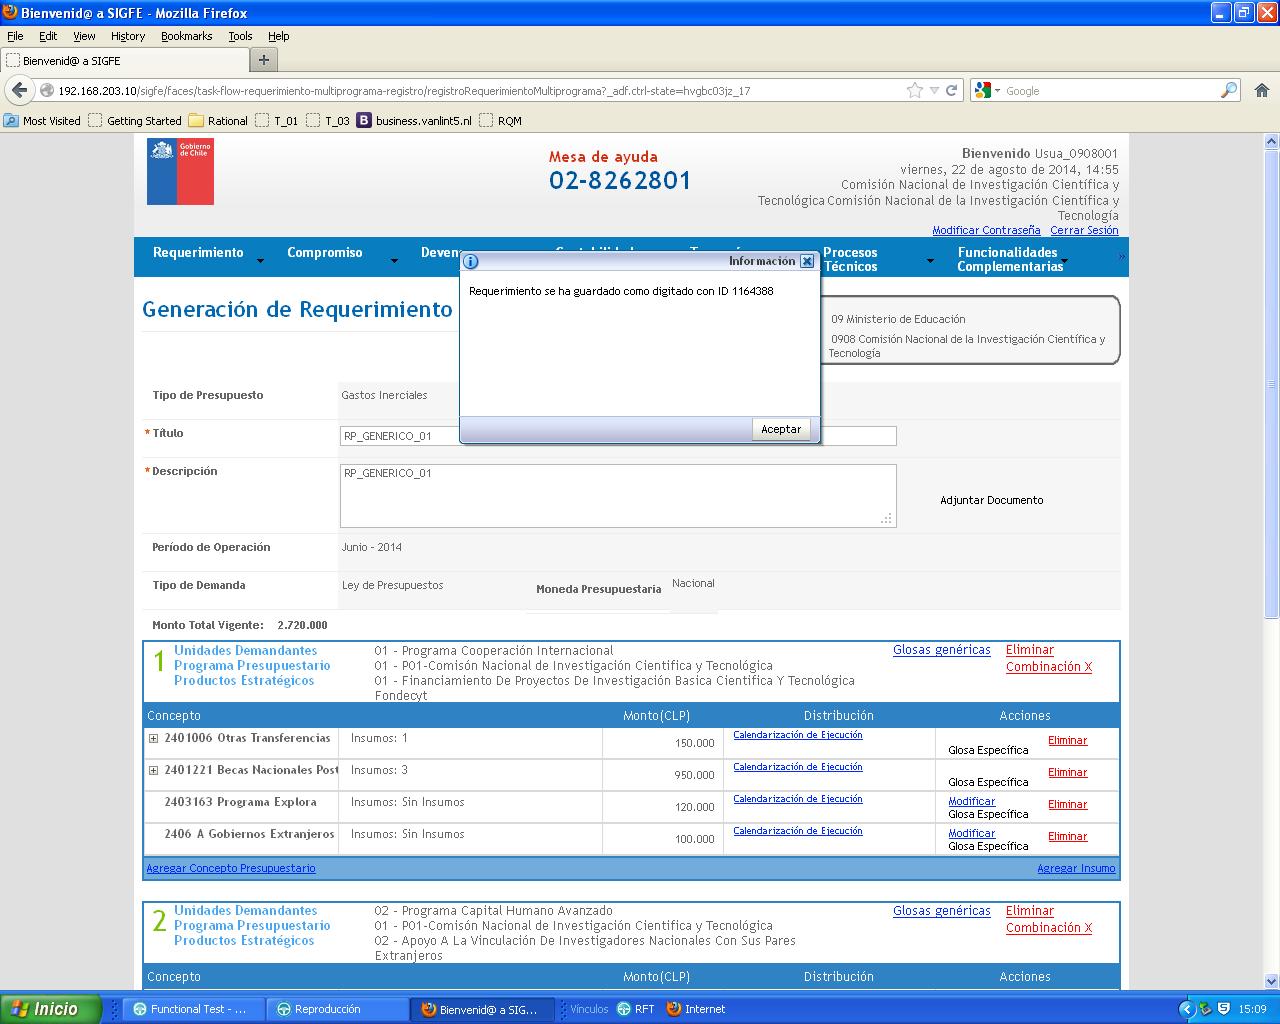 Bienvenid@ a SIGFE - Mozilla Firefox
File Edit View History Bookmarks Tools Help
Bienvenid@ a SIGFE
192.168.203.10/sigfe/faces/task-flow-requerimiento-multiprograma-registro/registroRequerimientoMultiprograma?_adf.ctrl-state=hvgbc03jz_17
Google
Most Visited Getting Started Rational T_01 T_03 business.vanlint5.nl RQM
Gobierno
de Chile
Mesa de ayuda
02-8262801
Bienvenido Usua_0908001
viernes, 22 de agosto de 2014, 14:55
Comisión Nacional de Investigación Científica y
Tecnológica Comisión Nacional de la Investigación Científica y
Tecnología
Modificar Contraseña Cerrar Sesión
Requerimiento Compromiso Procesos Funcionalidades »
Técnicos Complementarias
Información
Requerimiento se ha guardado como digitado con ID 1164388
Aceptar
Generación de Requerimiento
09 Ministerio de Educación
0908 Comisión Nacional de la Investigación Científica y
Tecnología
Tipo de Presupuesto Gastos Inerciales
* Título RP_GENERICO_01
* Descripción RP_GENERICO_01
Adjuntar Documento
Período de Operación Junio - 2014
Tipo de Demanda Ley de Presupuestos Moneda Presupuestaria Nacional
Monto Total Vigente: 2.720.000
1 Unidades Demandantes 01 - Programa Cooperación Internacional Glosas genéricas Eliminar
Programa Presupuestario 01 - P01-Comisón Nacional de Investigación Cientifica y Tecnológica Combinación X
Productos Estratégicos 01 - Financiamiento De Proyectos De Investigación Basica Cientifica Y Tecnológica
Fondecyt
Concepto Monto(CLP) Distribución Acciones
2401006 Otras Transferencias Insumos: 1 150.000 Calendarización de Ejecución Glosa Específica Eliminar
2401221 Becas Nacionales Post Insumos: 3 950.000 Calendarización de Ejecución Glosa Específica Eliminar
2403163 Programa Explora Insumos: Sin Insumos 120.000 Calendarización de Ejecución Modificar Glosa Específica Eliminar
2406 A Gobiernos Extranjeros Insumos: Sin Insumos 100.000 Calendarización de Ejecución Modificar Glosa Específica Eliminar
Agregar Concepto Presupuestario Agregar Insumo
2 Unidades Demandantes 02 - Programa Capital Humano Avanzado Glosas genéricas Eliminar
Programa Presupuestario 01 - P01-Comisón Nacional de Investigación Cientifica y Tecnológica Combinación X
Productos Estratégicos 02 - Apoyo A La Vinculación De Investigadores Nacionales Con Sus Pares
Extranjeros
Concepto Monto(CLP) Distribución Acciones
Inicio Functional Test - ... Reproducción Bienvenid@ a SIG... Vínculos RFT Internet 15:09